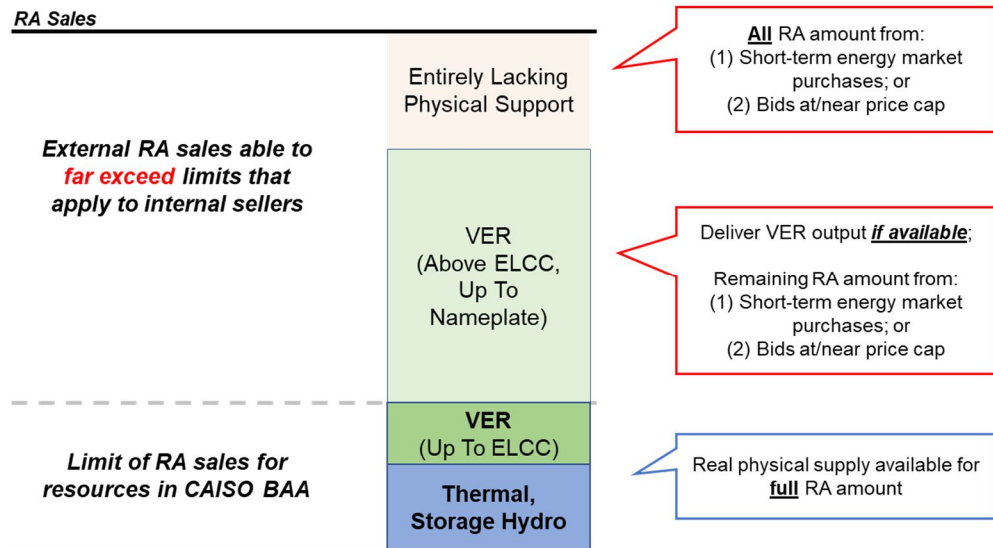 RA Sales
Entirely Lacking
Physical Support
All RA amount from:
(1) Short-term energy market
purchases; or
(2) Bids at/near price cap
External RA sales able to
far exceed limits that
apply to internal sellers
VER
(Above ELCC,
Up To
Nameplate)
Deliver VER output if available;
Remaining RA amount from:
(1) Short-term energy market
purchases; or
(2) Bids at/near price cap
VER
(Up To ELCC)
Limit of RA sales for
resources in CAISO BAA
Thermal,
Storage Hydro
Real physical supply available for
full RA amount